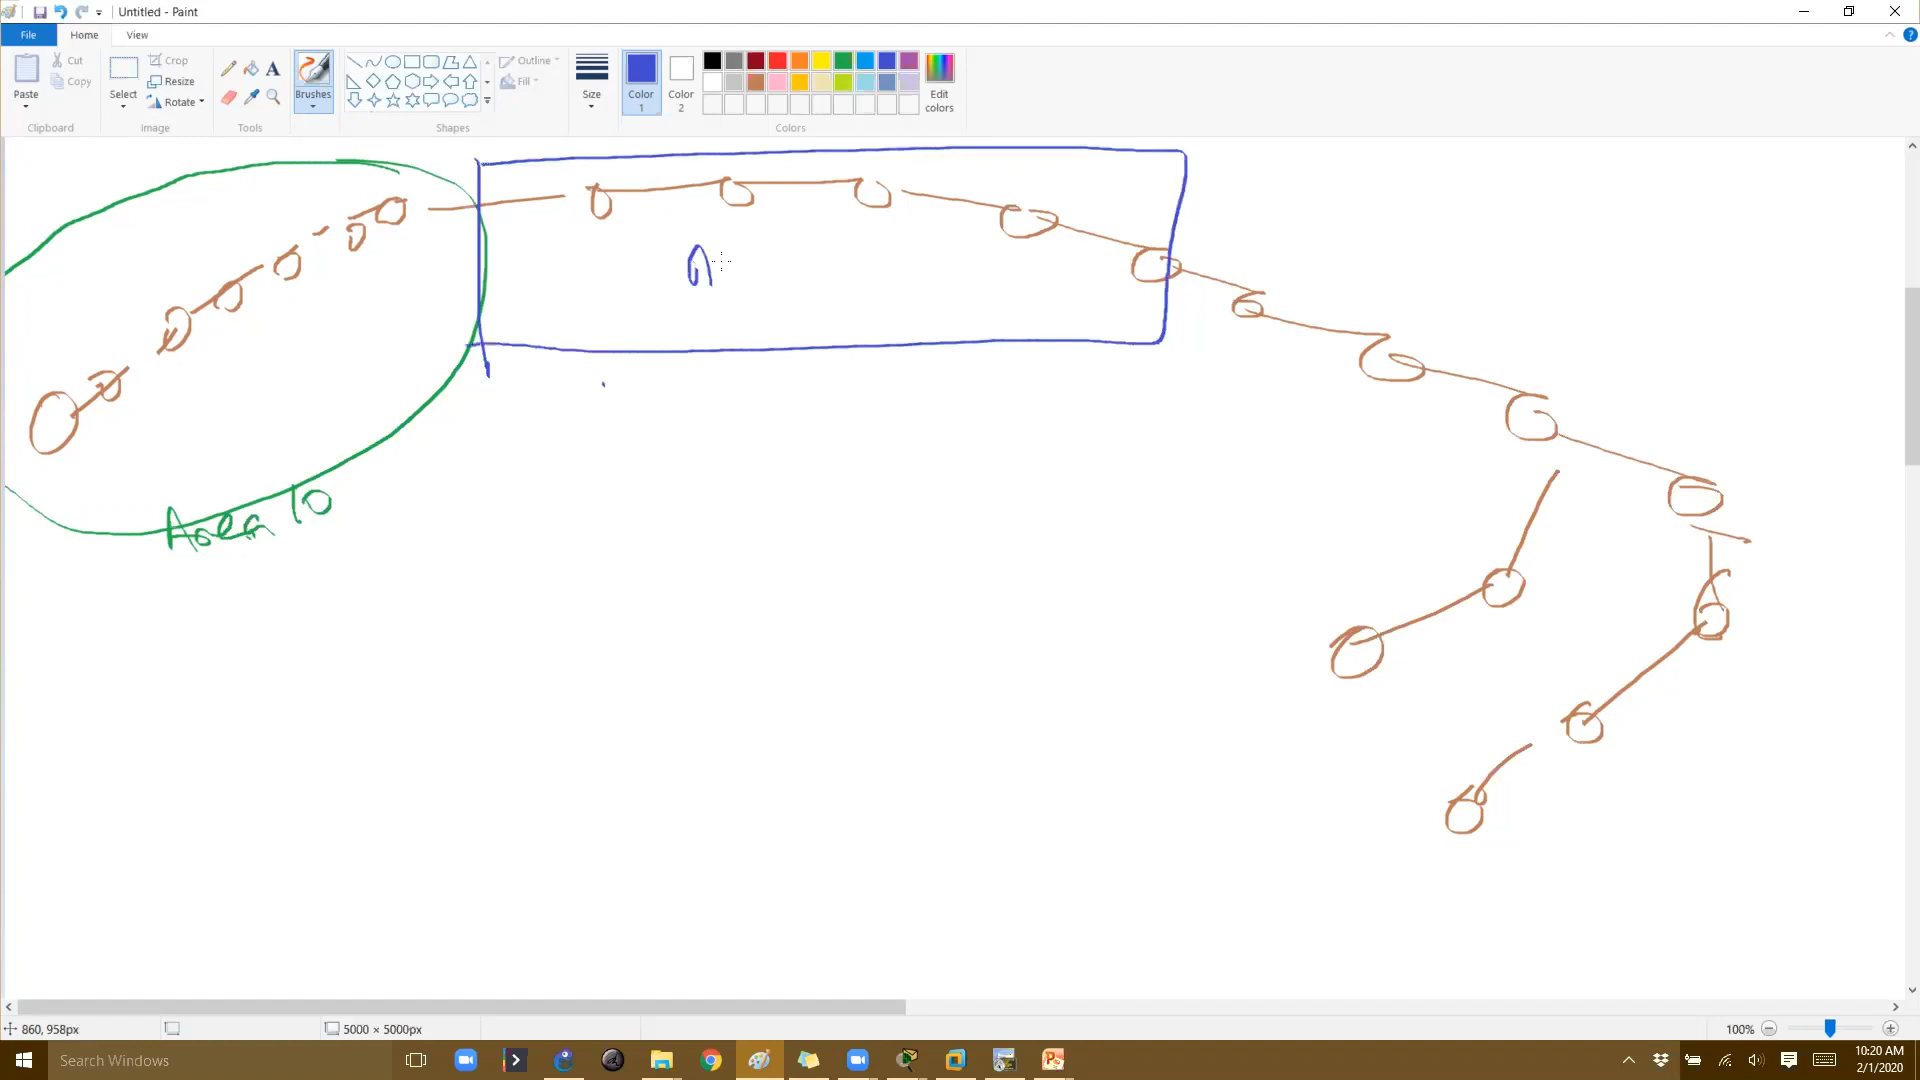 Untitled - Paint
File Home View
Paste
Cut
Copy
Clipboard
Select
Crop
Resize
Rotate
Image
Tools
Brushes
Outline
Fill
Shapes
Size
Color 1
Color 2
Edit colors
Colors
Area 10
860, 958px
5000 × 5000px
100%
Search Windows
10:20 AM
2/1/2020